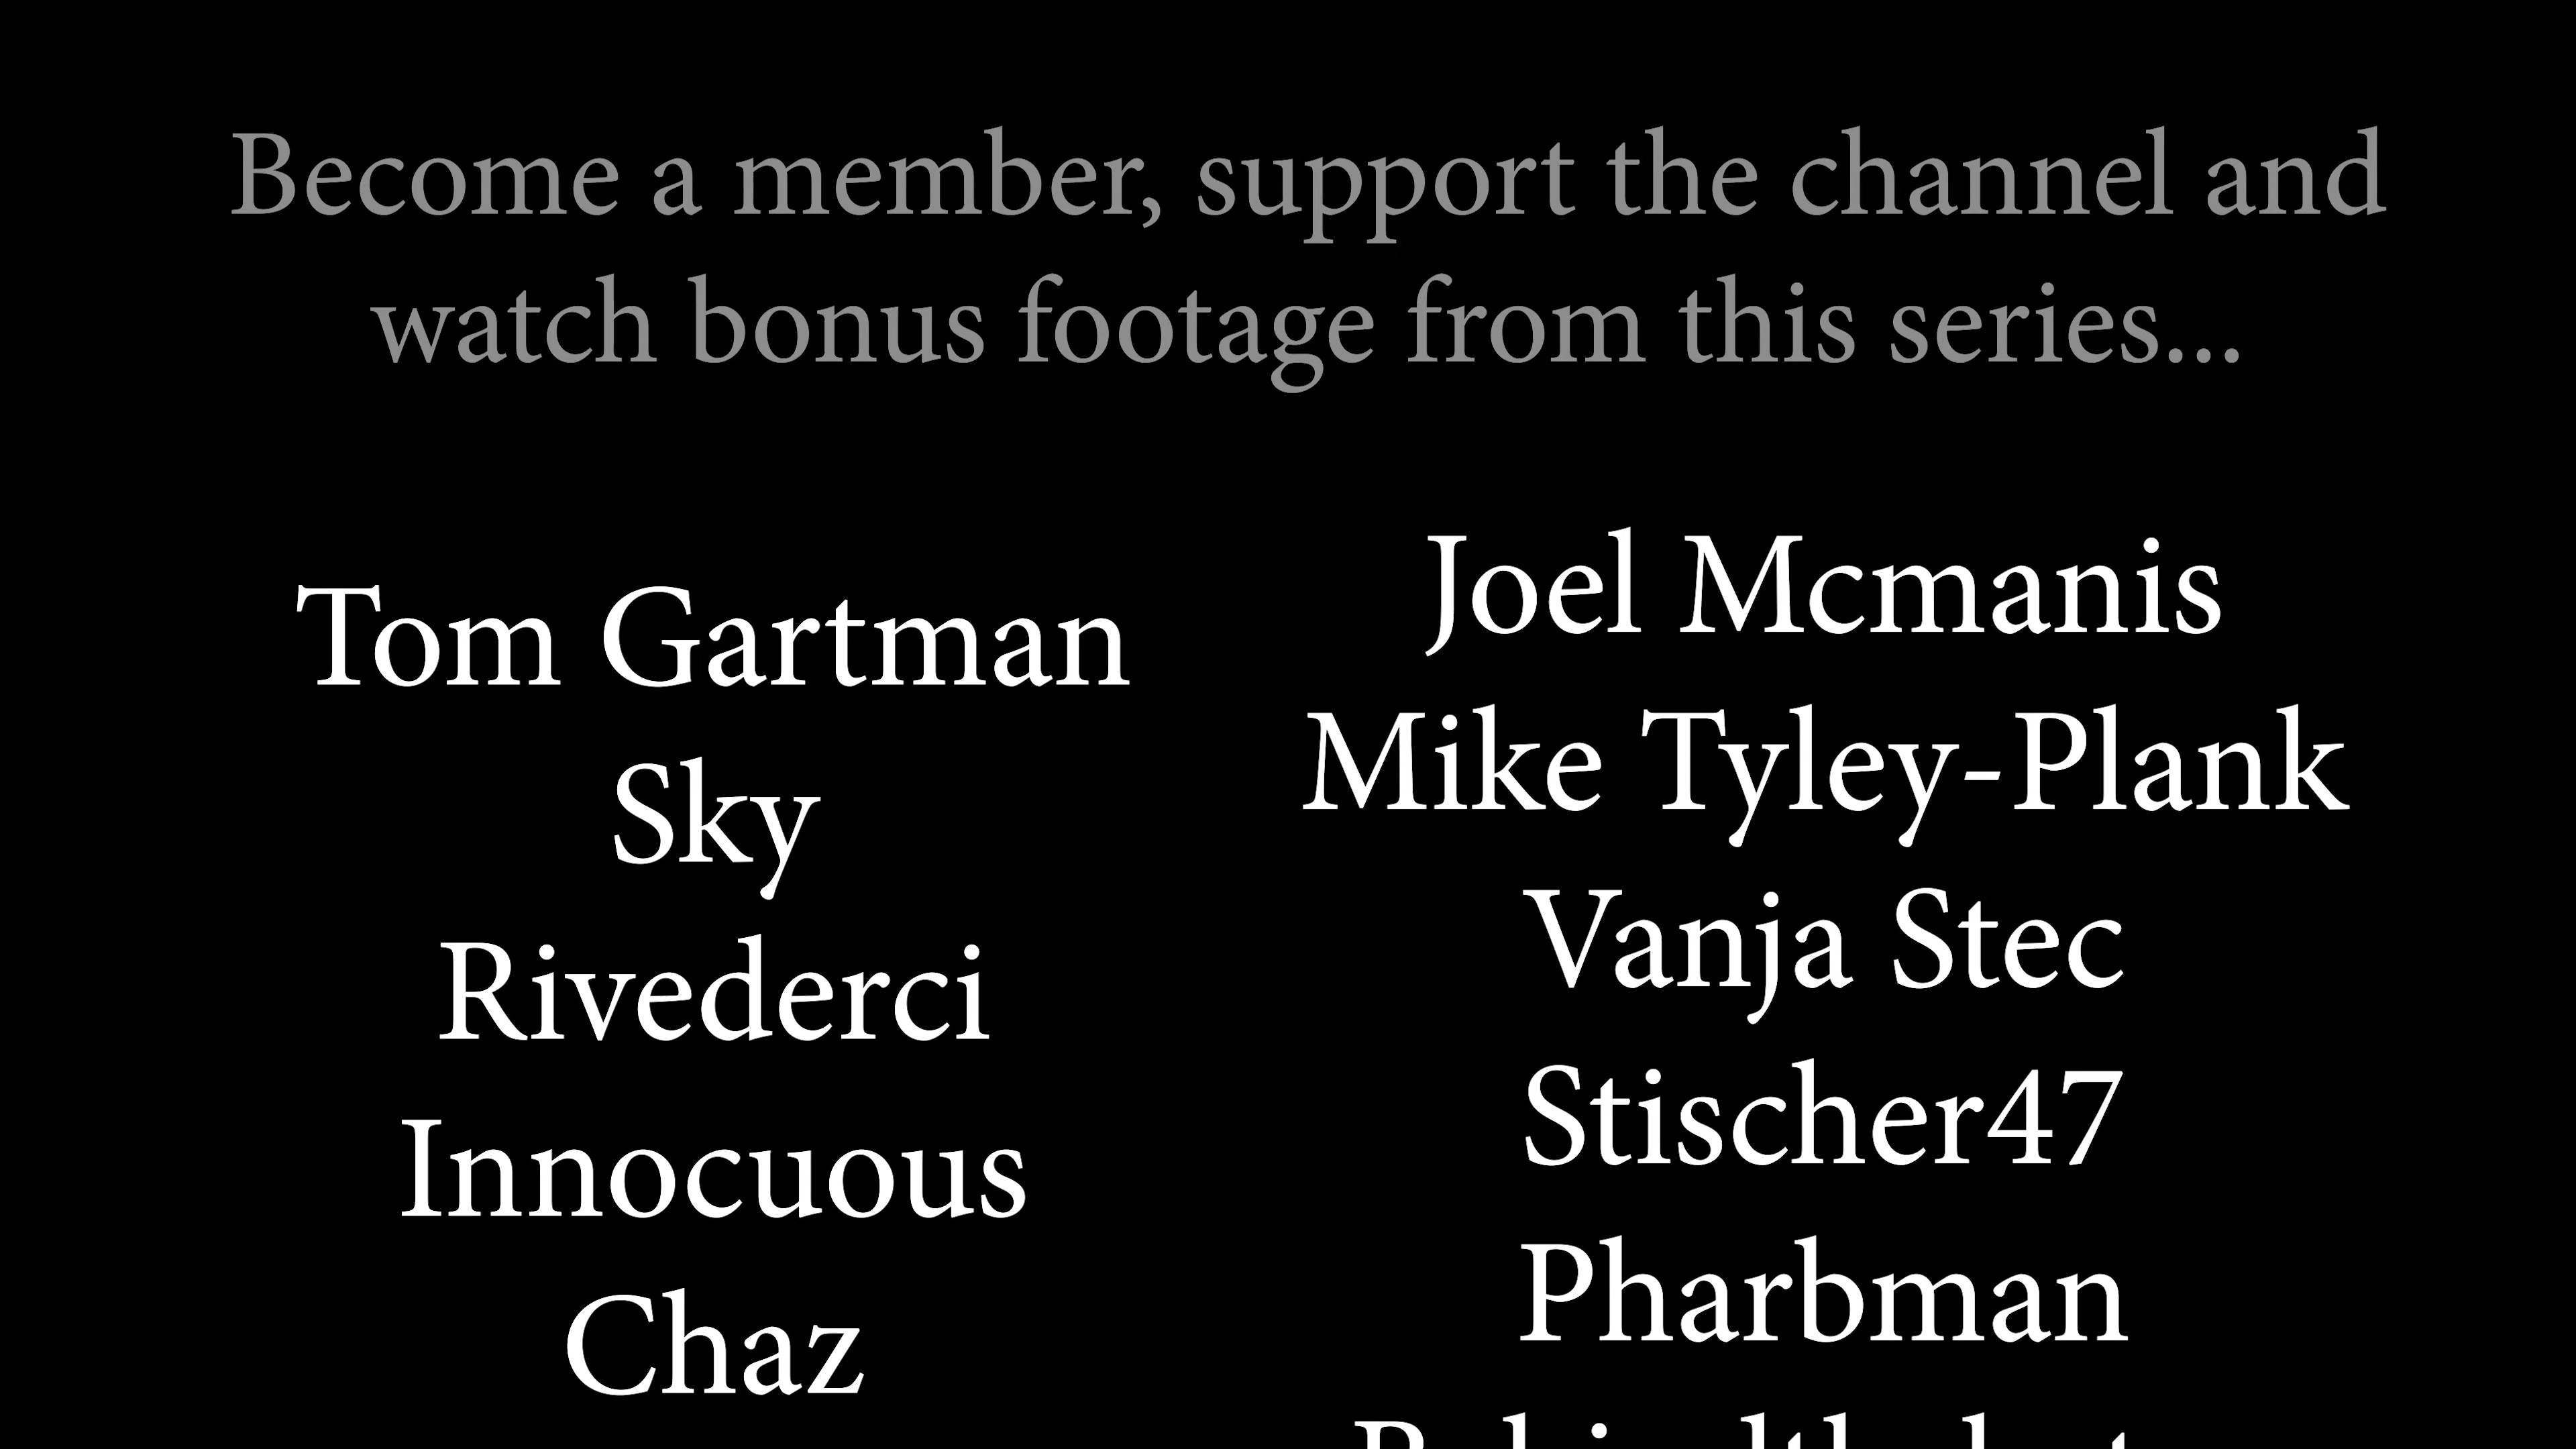 Become a member, support the channel and
watch bonus footage from this series...
Tom Gartman
Sky
Rivederci
Innocuous
Chaz
Joel Mcmanis
Mike Tyley-Plank
Vanja Stec
Stischer47
Pharbman